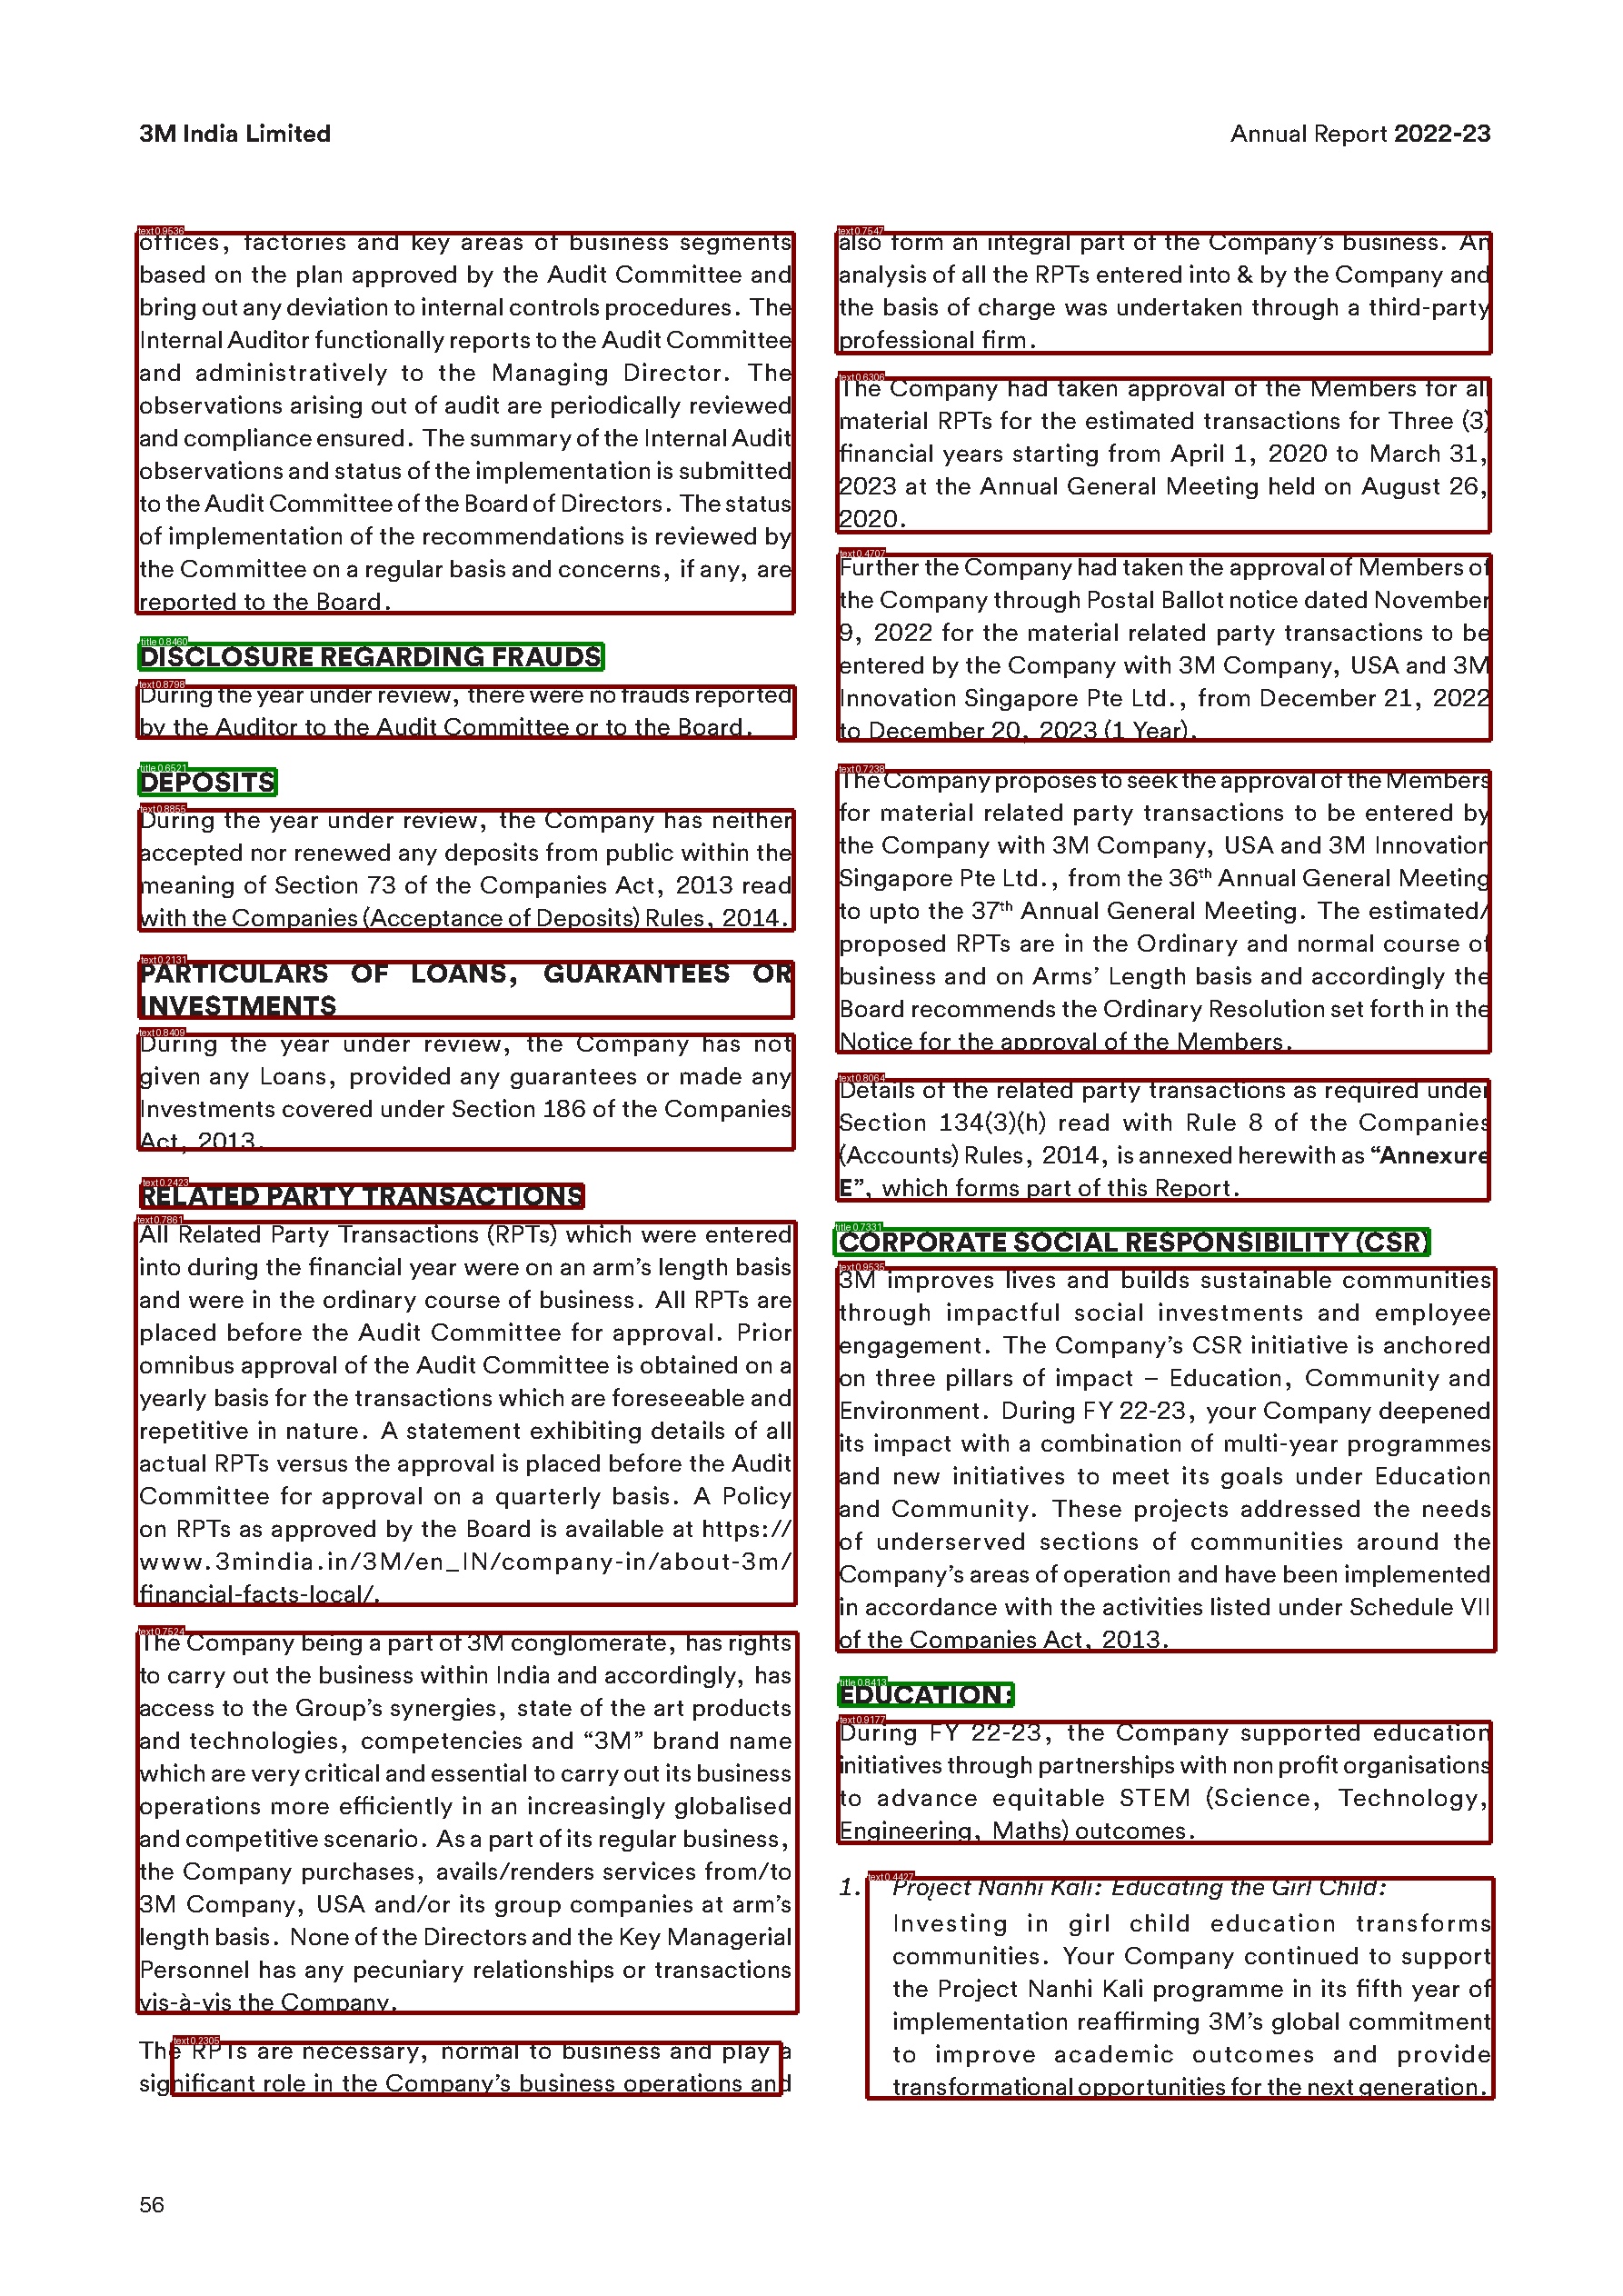 3M India Limited
Annual Report 2022-23
text 0.9536
offices, factories and key areas of business segments
based on the plan approved by the Audit Committee and
bring out any deviation to internal controls procedures. The
Internal Auditor functionally reports to the Audit Committee
and administratively to the Managing Director. The
observations arising out of audit are periodically reviewed
and compliance ensured. The summary of the Internal Audit
observations and status of the implementation is submitted
to the Audit Committee of the Board of Directors. The status
of implementation of the recommendations is reviewed by
the Committee on a regular basis and concerns, if any, are
reported to the Board.
title 0.8460
DISCLOSURE REGARDING FRAUDS
text 0.8798
During the year under review, there were no frauds reported
by the Auditor to the Audit Committee or to the Board.
title 0.6521
DEPOSITS
text 0.8855
During the year under review, the Company has neither
accepted nor renewed any deposits from public within the
meaning of Section 73 of the Companies Act, 2013 read
with the Companies (Acceptance of Deposits) Rules, 2014.
text 0.2131
PARTICULARS OF LOANS, GUARANTEES OR
INVESTMENTS
text 0.8409
During the year under review, the Company has not
given any Loans, provided any guarantees or made any
Investments covered under Section 186 of the Companies
Act, 2013.
text 0.2423
RELATED PARTY TRANSACTIONS
text 0.7861
All Related Party Transactions (RPTs) which were entered
into during the financial year were on an arm's length basis
and were in the ordinary course of business. All RPTs are
placed before the Audit Committee for approval. Prior
omnibus approval of the Audit Committee is obtained on a
yearly basis for the transactions which are foreseeable and
repetitive in nature. A statement exhibiting details of all
actual RPTs versus the approval is placed before the Audit
Committee for approval on a quarterly basis. A Policy
on RPTs as approved by the Board is available at https://
www.3mindia.in/3M/en_IN/company-in/about-3m/
financial-facts-local/.
text 0.7524
The Company being a part of 3M conglomerate, has rights
to carry out the business within India and accordingly, has
access to the Group's synergies, state of the art products
and technologies, competencies and “3M” brand name
which are very critical and essential to carry out its business
operations more efficiently in an increasingly globalised
and competitive scenario. As a part of its regular business,
the Company purchases, avails/renders services from/to
3M Company, USA and/or its group companies at arm's
length basis. None of the Directors and the Key Managerial
Personnel has any pecuniary relationships or transactions
vis-à-vis the Company.
text 0.2305
The RPTs are necessary, normal to business and play a
significant role in the Company's business operations and
text 0.7547
also form an integral part of the Company's business. An
analysis of all the RPTs entered into & by the Company and
the basis of charge was undertaken through a third-party
professional firm.
text 0.6306
The Company had taken approval of the Members for all
material RPTs for the estimated transactions for Three (3)
financial years starting from April 1, 2020 to March 31,
2023 at the Annual General Meeting held on August 26,
2020.
text 0.4707
Further the Company had taken the approval of Members of
the Company through Postal Ballot notice dated November
9, 2022 for the material related party transactions to be
entered by the Company with 3M Company, USA and 3M
Innovation Singapore Pte Ltd., from December 21, 2022
to December 20, 2023 (1 Year).
text 0.7238
The Company proposes to seek the approval of the Members
for material related party transactions to be entered by
the Company with 3M Company, USA and 3M Innovation
Singapore Pte Ltd., from the 36th Annual General Meeting
to upto the 37th Annual General Meeting. The estimated/
proposed RPTs are in the Ordinary and normal course of
business and on Arms' Length basis and accordingly the
Board recommends the Ordinary Resolution set forth in the
Notice for the approval of the Members.
text 0.8064
Details of the related party transactions as required under
Section 134(3)(h) read with Rule 8 of the Companies
(Accounts) Rules, 2014, is annexed herewith as “Annexure
E”, which forms part of this Report.
title 0.7331
CORPORATE SOCIAL RESPONSIBILITY (CSR)
text 0.9535
3M improves lives and builds sustainable communities
through impactful social investments and employee
engagement. The Company's CSR initiative is anchored
on three pillars of impact – Education, Community and
Environment. During FY 22-23, your Company deepened
its impact with a combination of multi-year programmes
and new initiatives to meet its goals under Education
and Community. These projects addressed the needs
of underserved sections of communities around the
Company's areas of operation and have been implemented
in accordance with the activities listed under Schedule VII
of the Companies Act, 2013.
title 0.8413
EDUCATION:
text 0.9177
During FY 22-23, the Company supported education
initiatives through partnerships with non profit organisations
to advance equitable STEM (Science, Technology,
Engineering, Maths) outcomes.
text 0.4427
1. Project Nanhi Kali: Educating the Girl Child:
Investing in girl child education transforms
communities. Your Company continued to support
the Project Nanhi Kali programme in its fifth year of
implementation reaffirming 3M's global commitment
to improve academic outcomes and provide
transformational opportunities for the next generation.
56